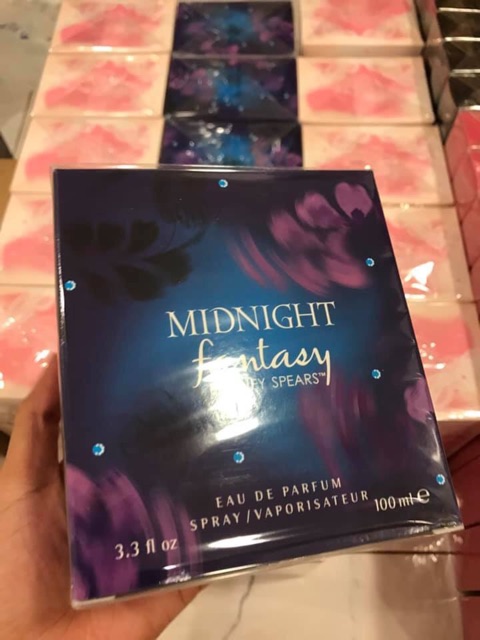 MIDNIGHT
fantasy
SPEARS™
EAU DE PARFUM
SPRAY/VAPORISATEUR
3.3 fl oz
100 ml ℮